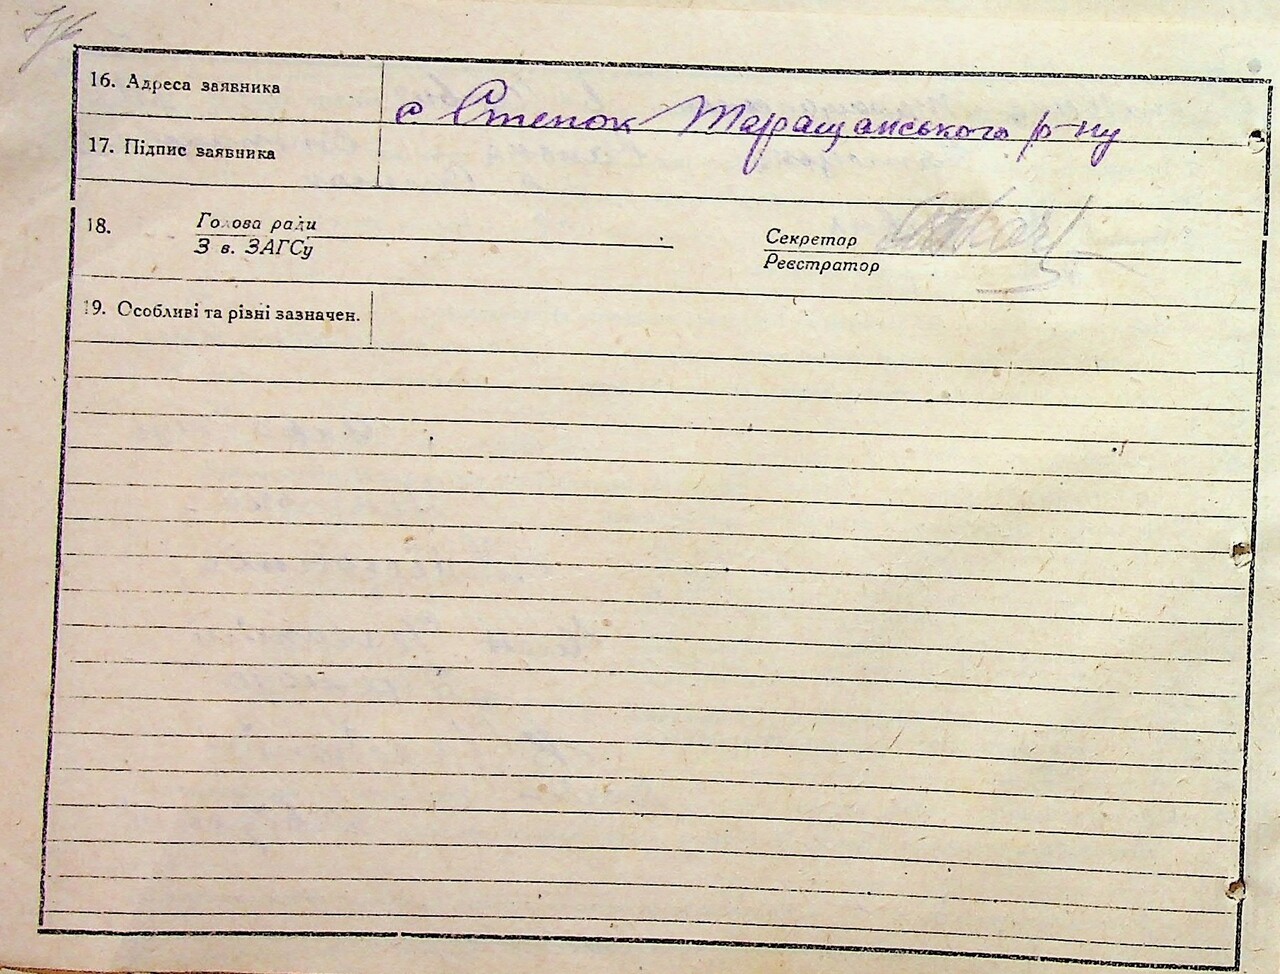 16. Адреса заявника
с Степок Таращанського р-ну
17. Підпис заявника
18. Голова ради
З в. ЗАГСу
Секретар
Реєстратор
19. Особливі та різні зазначен.